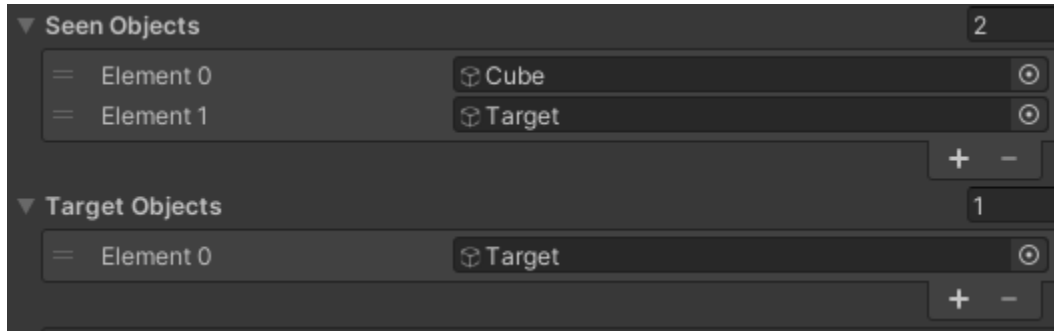 Seen Objects 2
Element 0 Cube
Element 1 Target
+ −
Target Objects 1
Element 0 Target
+ −